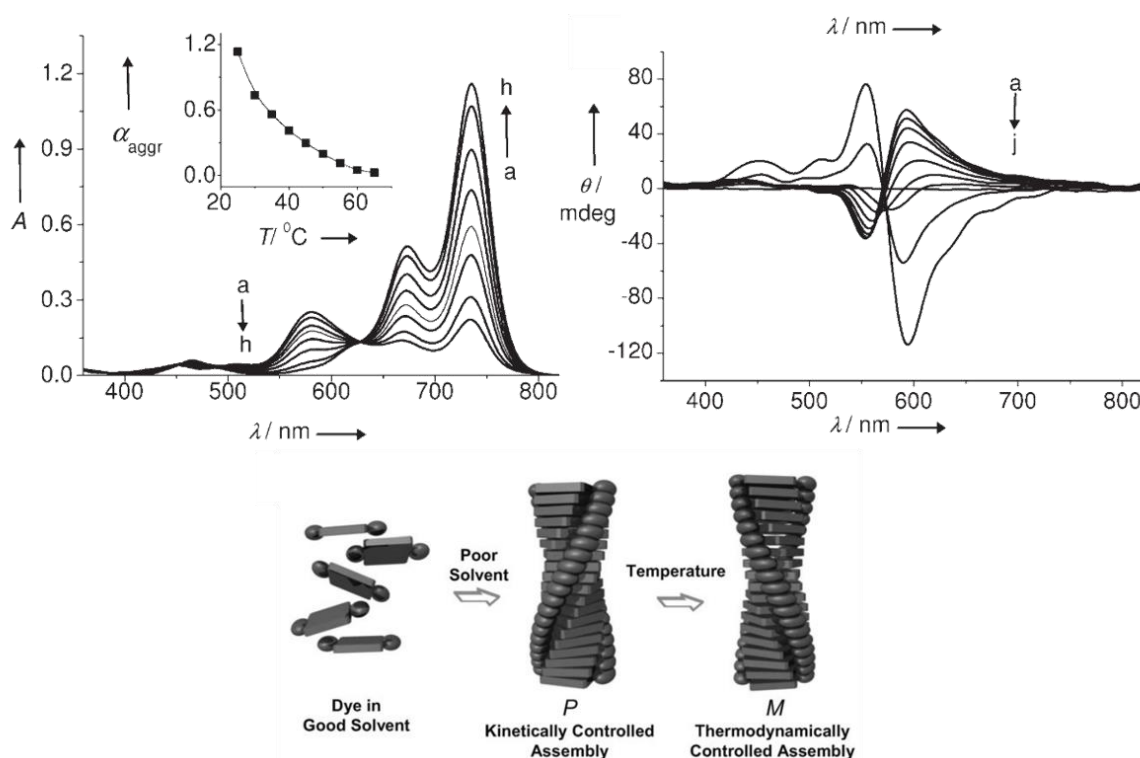 1.2
0.9
0.6
0.3
0.0
A
α aggr
1.2
0.6
0.0
20
40
60
T/ °C
h
a
a
h
400
500
600
700
800
λ / nm
λ / nm
80
40
0
-40
-80
-120
θ /
mdeg
a
j
400
500
600
700
800
λ / nm
Poor
Solvent
Temperature
Dye in
Good Solvent
P
Kinetically Controlled
Assembly
M
Thermodynamically
Controlled Assembly